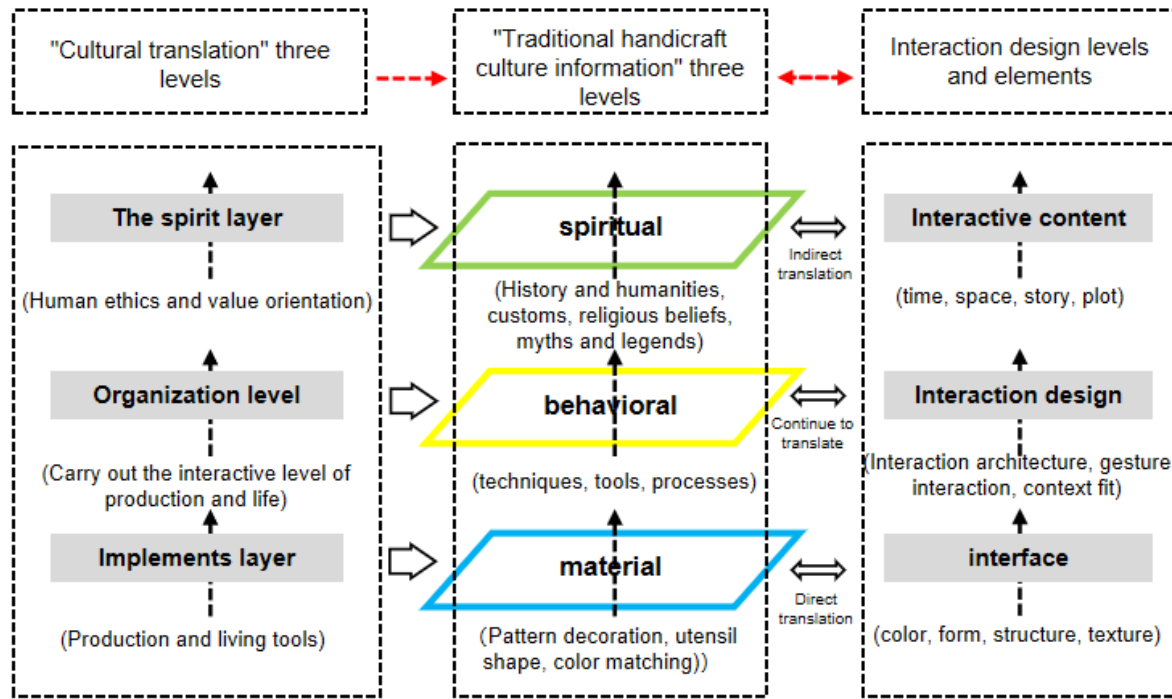 "Cultural translation" three
levels
"Traditional handicraft
culture information" three
levels
Interaction design levels
and elements
The spirit layer
(Human ethics and value orientation)
Organization level
(Carry out the interactive level of
production and life)
Implements layer
(Production and living tools)
spiritual
(History and humanities,
customs, religious beliefs,
myths and legends)
behavioral
(techniques, tools, processes)
material
(Pattern decoration, utensil
shape, color matching))
Indirect
translation
Continue to
translate
Direct
translation
Interactive content
(time, space, story, plot)
Interaction design
(Interaction architecture, gesture
interaction, context fit)
interface
(color, form, structure, texture)